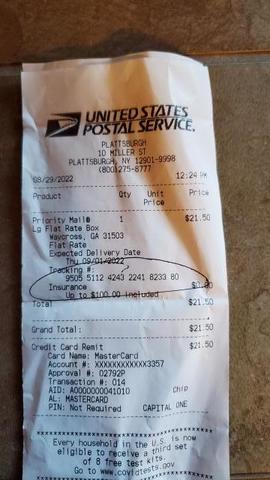 UNITED STATES
POSTAL SERVICE.
PLATTSBURGH
10 MILLER ST
PLATTSBURGH, NY 12901-9998
(800)275-8777
08/29/2022 12:24 PM
Product Qty Unit Price
Price
Priority Mail® 1 $21.50
Lg Flat Rate Box
Waycross, GA 31503
Flat Rate
Expected Delivery Date
Thu 09/01/2022
Tracking #:
9505 5112 4243 2241 8233 80
Insurance $0.00
Up to $100.00 included
Total $21.50
Grand Total: $21.50
Credit Card Remit $21.50
Card Name: MasterCard
Account #: XXXXXXXXXXXX3357
Approval #: 02792P
Transaction #: 014
AID: A0000000041010 Chip
AL: MASTERCARD
PIN: Not Required CAPITAL ONE
Every household in the U.S. is now
eligible to receive a third set
of 8 free test kits.
Go to www.covidtests.gov